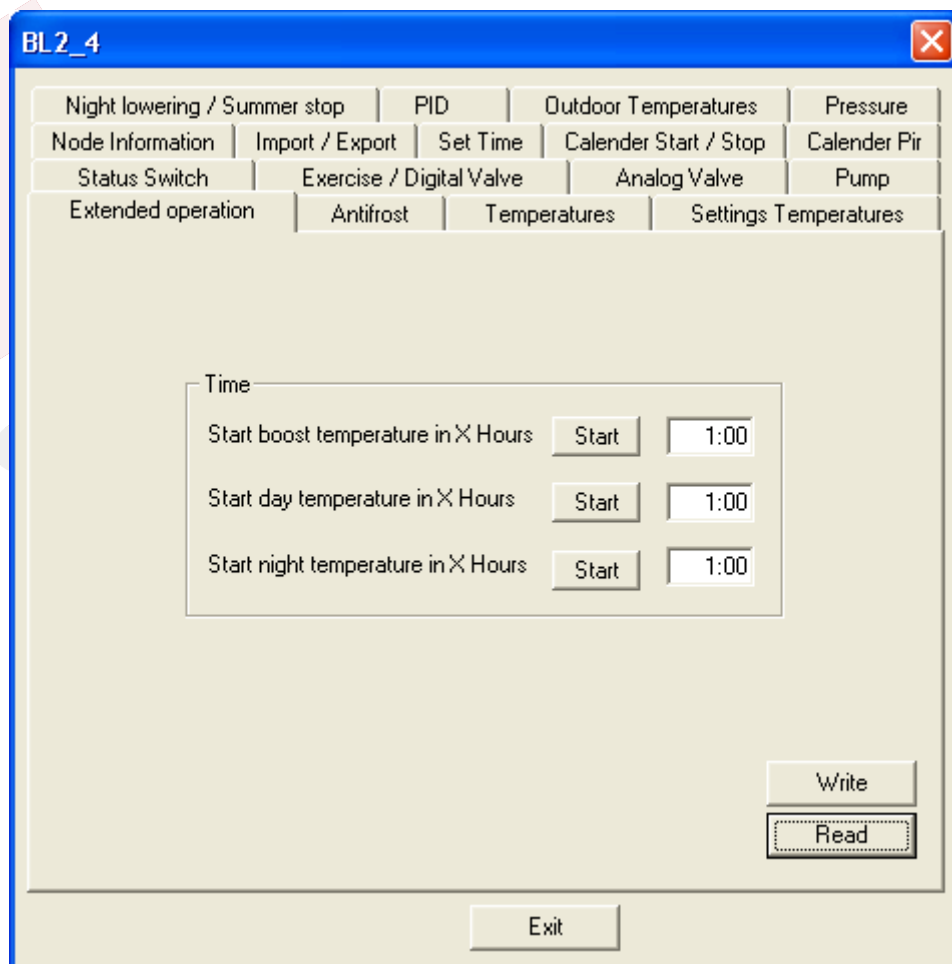 BL2_4
Night lowering / Summer stop PID Outdoor Temperatures Pressure
Node Information Import / Export Set Time Calender Start / Stop Calender Pir
Status Switch Exercise / Digital Valve Analog Valve Pump
Extended operation Antifrost Temperatures Settings Temperatures
Time
Start boost temperature in X Hours Start 1:00
Start day temperature in X Hours Start 1:00
Start night temperature in X Hours Start 1:00
Write
Read
Exit